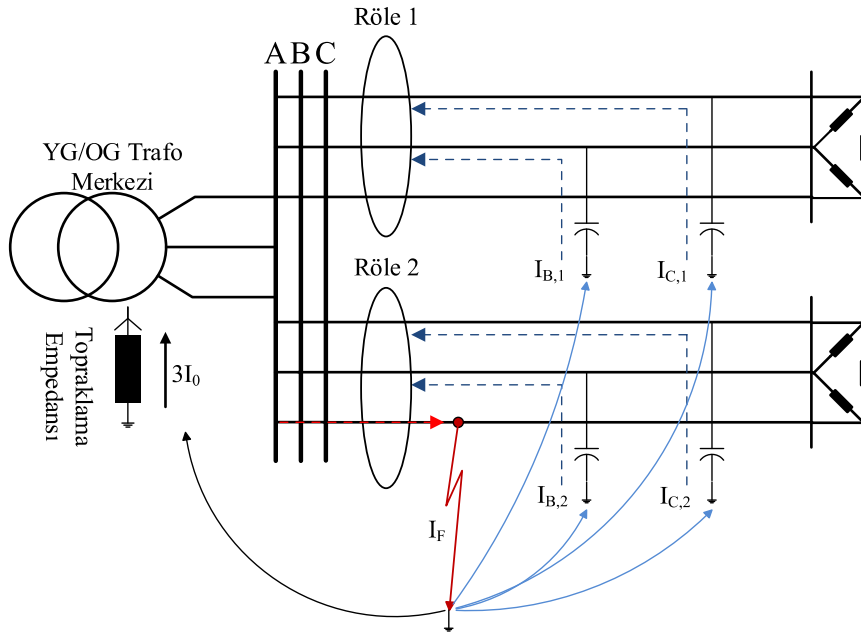 Röle 1
A B C
YG/OG Trafo
Merkezi
I_B,1
I_C,1
Röle 2
Topraklama
Empedansı
3I_0
I_B,2
I_C,2
I_F